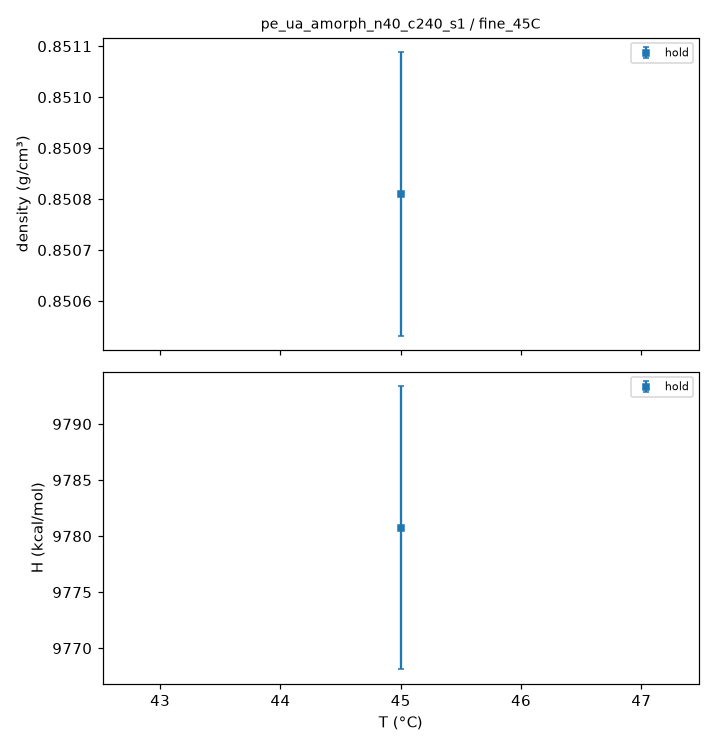 pe_ua_amorph_n40_c240_s1 / fine_45C
hold
density (g/cm³)
0.8511
0.8510
0.8509
0.8508
0.8507
0.8506
hold
H (kcal/mol)
9790
9785
9780
9775
9770
43 44 45 46 47
T (°C)